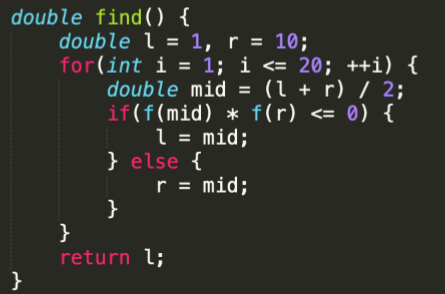 double find() {
    double l = 1, r = 10;
    for(int i = 1; i <= 20; ++i) {
        double mid = (l + r) / 2;
        if(f(mid) * f(r) <= 0) {
            l = mid;
        } else {
            r = mid;
        }
    }
    return l;
}